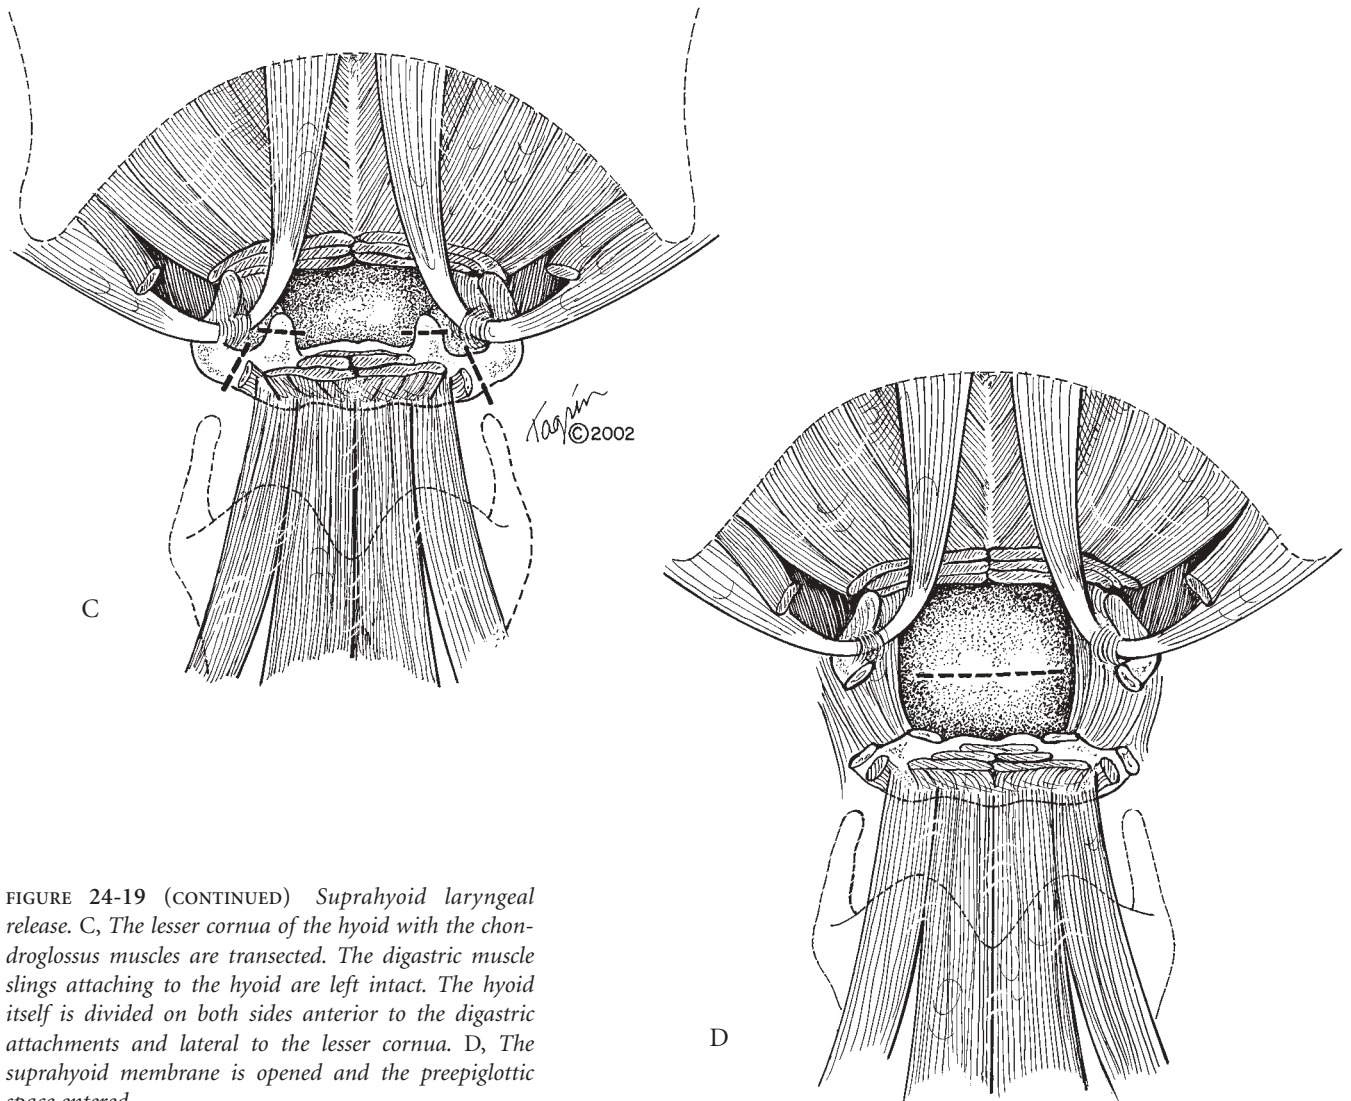 Tagrin
©2002
C
D
FIGURE 24-19 (CONTINUED) Suprahyoid laryngeal
release. C, The lesser cornua of the hyoid with the chon-
droglossus muscles are transected. The digastric muscle
slings attaching to the hyoid are left intact. The hyoid
itself is divided on both sides anterior to the digastric
attachments and lateral to the lesser cornua. D, The
suprahyoid membrane is opened and the preepiglottic
space entered.